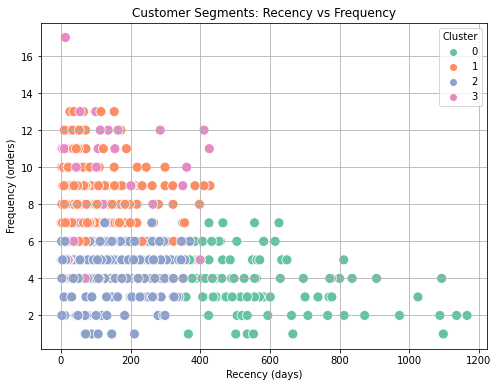 Customer Segments: Recency vs Frequency
Cluster
0
1
2
3
16
14
12
10
8
6
4
2
Frequency (orders)
0 200 400 600 800 1000 1200
Recency (days)